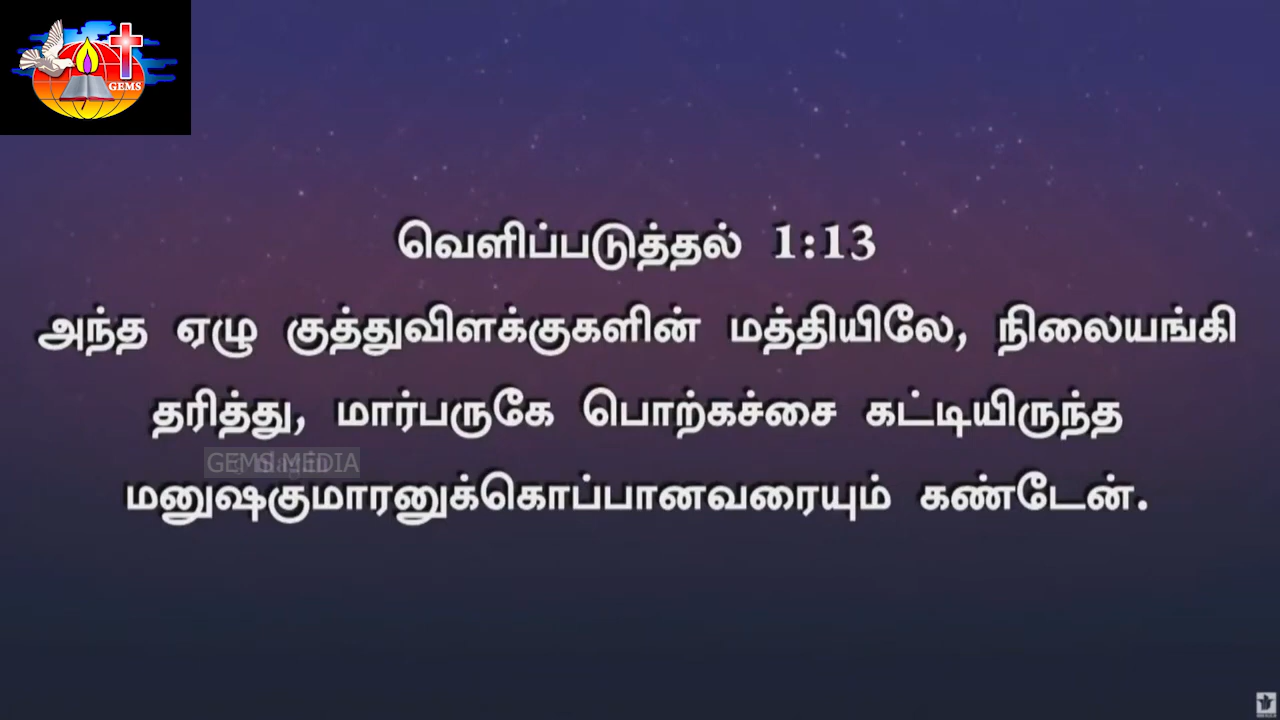 GEMS
வெளிப்படுத்தல் 1:13
அந்த ஏழு குத்துவிளக்குகளின் மத்தியிலே, நிலையங்கி
தரித்து, மார்பருகே பொற்கச்சை கட்டியிருந்த
GEMS MEDIA
மனுஷகுமாரனுக்கொப்பானவரையும் கண்டேன்.